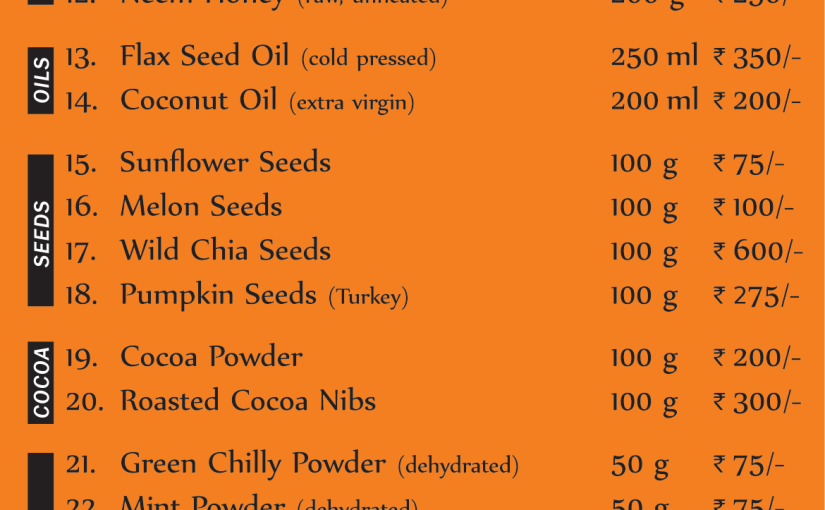 12. Neem Honey (raw, unheated) 200 g ₹ 250/-
OILS
13. Flax Seed Oil (cold pressed) 250 ml ₹ 350/-
14. Coconut Oil (extra virgin) 200 ml ₹ 200/-
SEEDS
15. Sunflower Seeds 100 g ₹ 75/-
16. Melon Seeds 100 g ₹ 100/-
17. Wild Chia Seeds 100 g ₹ 600/-
18. Pumpkin Seeds (Turkey) 100 g ₹ 275/-
COCOA
19. Cocoa Powder 100 g ₹ 200/-
20. Roasted Cocoa Nibs 100 g ₹ 300/-
21. Green Chilly Powder (dehydrated) 50 g ₹ 75/-
22. Mint Powder (dehydrated) 50 g ₹ 75/-